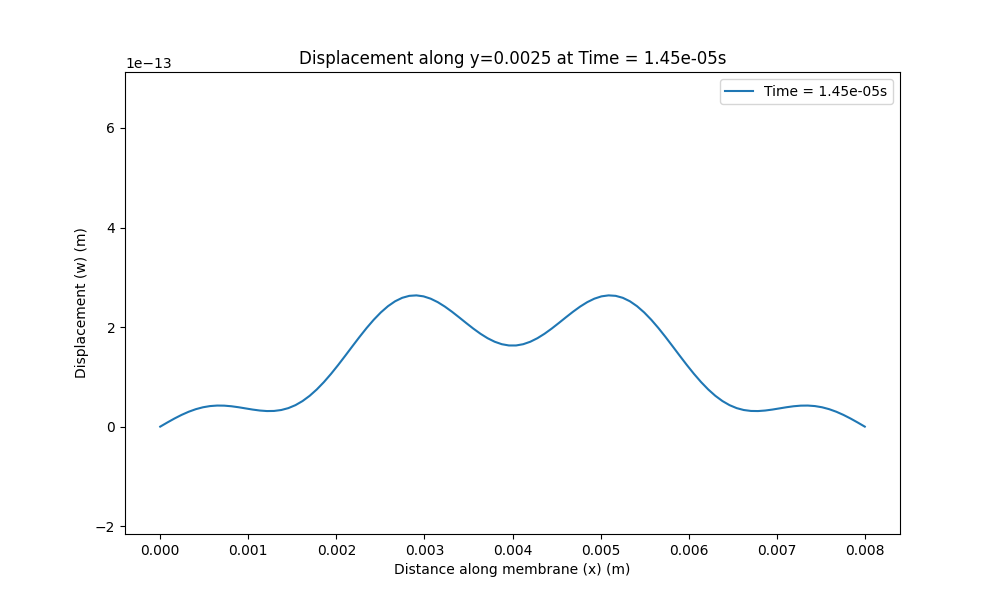 Displacement along y=0.0025 at Time = 1.45e-05s
1e−13
Time = 1.45e-05s
6
4
2
0
−2
Displacement (w) (m)
0.000 0.001 0.002 0.003 0.004 0.005 0.006 0.007 0.008
Distance along membrane (x) (m)